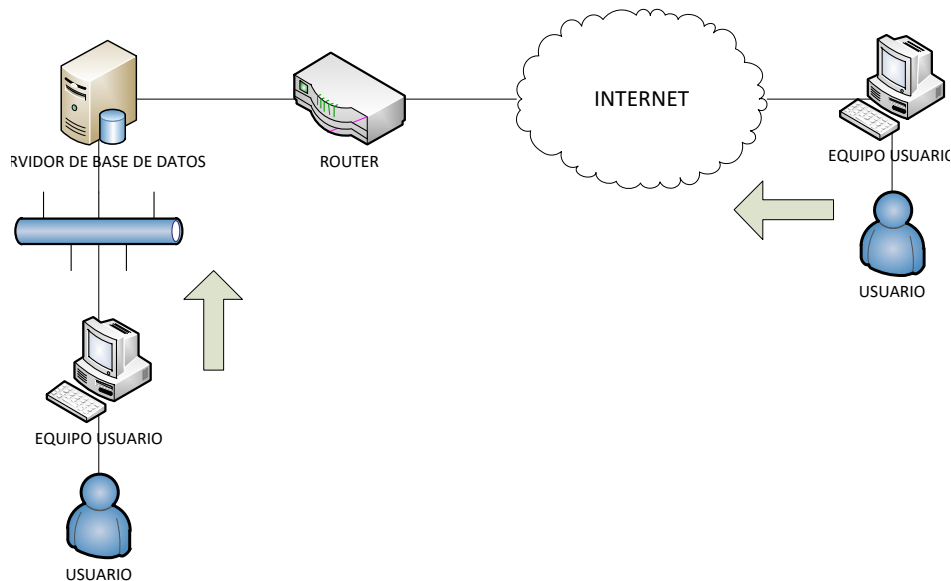 INTERNET
RVIDOR DE BASE DE DATOS
ROUTER
EQUIPO USUARIO
USUARIO
EQUIPO USUARIO
USUARIO